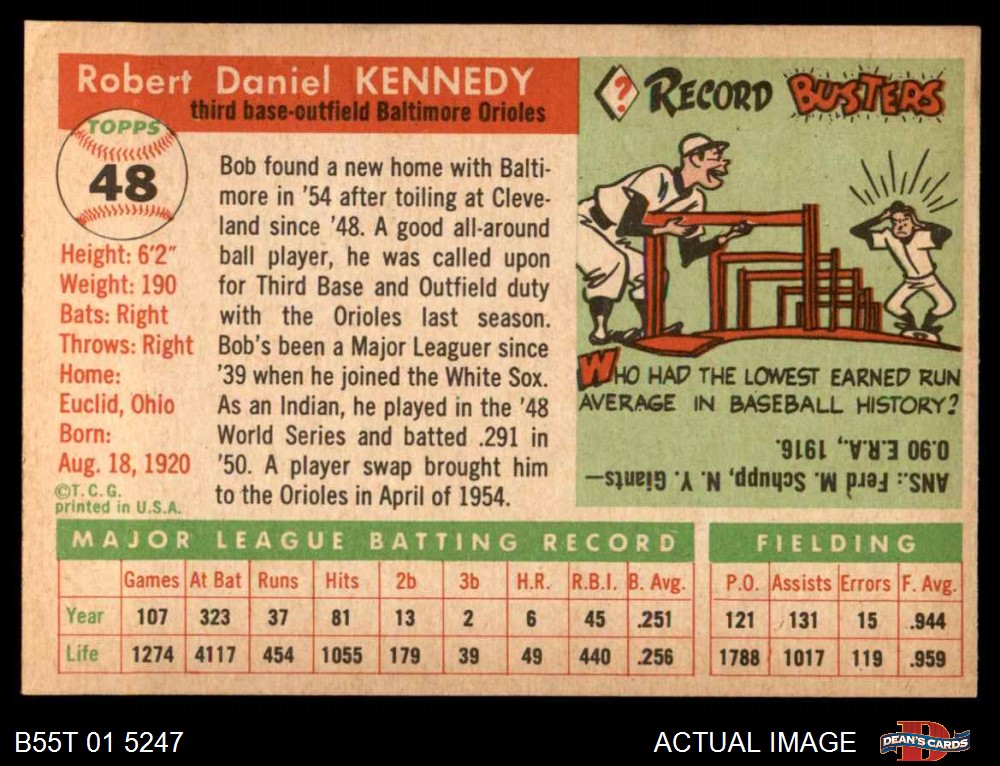 Robert Daniel KENNEDY
third base-outfield Baltimore Orioles
TOPPS
48
Height: 6'2"
Weight: 190
Bats: Right
Throws: Right
Home:
Euclid, Ohio
Born:
Aug. 18, 1920
©T.C.G.
printed in U.S.A.
Bob found a new home with Balti-
more in '54 after toiling at Cleve-
land since '48. A good all-around
ball player, he was called upon
for Third Base and Outfield duty
with the Orioles last season.
Bob's been a Major Leaguer since
'39 when he joined the White Sox.
As an Indian, he played in the '48
World Series and batted .291 in
'50. A player swap brought him
to the Orioles in April of 1954.
? RECORD BUSTERS
WHO HAD THE LOWEST EARNED RUN
AVERAGE IN BASEBALL HISTORY?
ANS.: Ferd M. Schupp, N. Y. Giants—
0.90 E.R.A., 1916.
MAJOR LEAGUE BATTING RECORD
Games At Bat Runs Hits 2b 3b H.R. R.B.I. B. Avg.
Year 107 323 37 81 13 2 6 45 .251
Life 1274 4117 454 1055 179 39 49 440 .256
FIELDING
P.O. Assists Errors F. Avg.
121 131 15 .944
1788 1017 119 .959
B55T 01 5247
ACTUAL IMAGE
D
DEAN'S CARDS